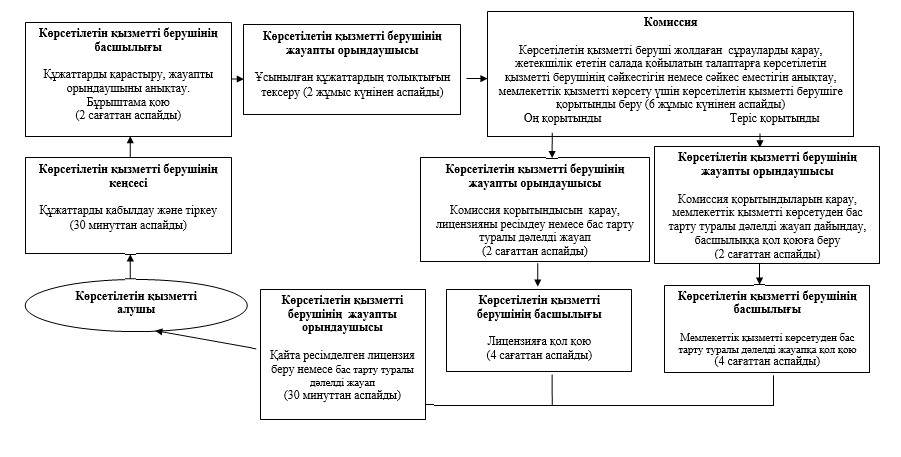 Көрсетілетін қызметті берушінің
басшылығы
Құжаттарды қарастыру, жауапты
орындаушыны анықтау.
Бұрыштама қою
(2 сағаттан аспайды)
Көрсетілетін қызметті берушінің
жауапты орындаушысы
Ұсынылған құжаттардың толықтығын
тексеру (2 жұмыс күнінен аспайды)
Комиссия
Көрсетілетін қызметті беруші жолдаған сұрауларды қарау,
жетекшілік ететін салада қойылатын талаптарға көрсетілетін
қызметті берушінің сәйкестігін немесе сәйкес еместігін анықтау,
мемлекеттік қызметті көрсету үшін көрсетілетін қызметті берушіге
қорытынды беру (6 жұмыс күнінен аспайды)
Оң қорытынды Теріс қорытынды
Көрсетілетін қызметті берушінің
кеңсесі
Құжаттарды қабылдау және тіркеу
(30 минуттан аспайды)
Көрсетілетін қызметті берушінің
жауапты орындаушысы
Комиссия қорытындысын қарау,
лицензияны ресімдеу немесе бас тарту
туралы дәлелді жауап
(2 сағаттан аспайды)
Көрсетілетін қызметті берушінің
жауапты орындаушысы
Комиссия қорытындыларын қарау,
мемлекеттік қызметті көрсетуден бас
тарту туралы дәлелді жауап дайындау,
басшылыққа қол қоюға беру
(2 сағаттан аспайды)
Көрсетілетін қызметті
алушы
Көрсетілетін қызметті
берушінің жауапты
орындаушысы
Қайта ресімделген лицензия
беру немесе бас тарту туралы
дәлелді жауап
(30 минуттан аспайды)
Көрсетілетін қызметті
берушінің басшылығы
Лицензияға қол қою
(4 сағаттан аспайды)
Көрсетілетін қызметті берушінің
басшылығы
Мемлекеттік қызметті көрсетуден бас
тарту туралы дәлелді жауапқа қол қою
(4 сағаттан аспайды)